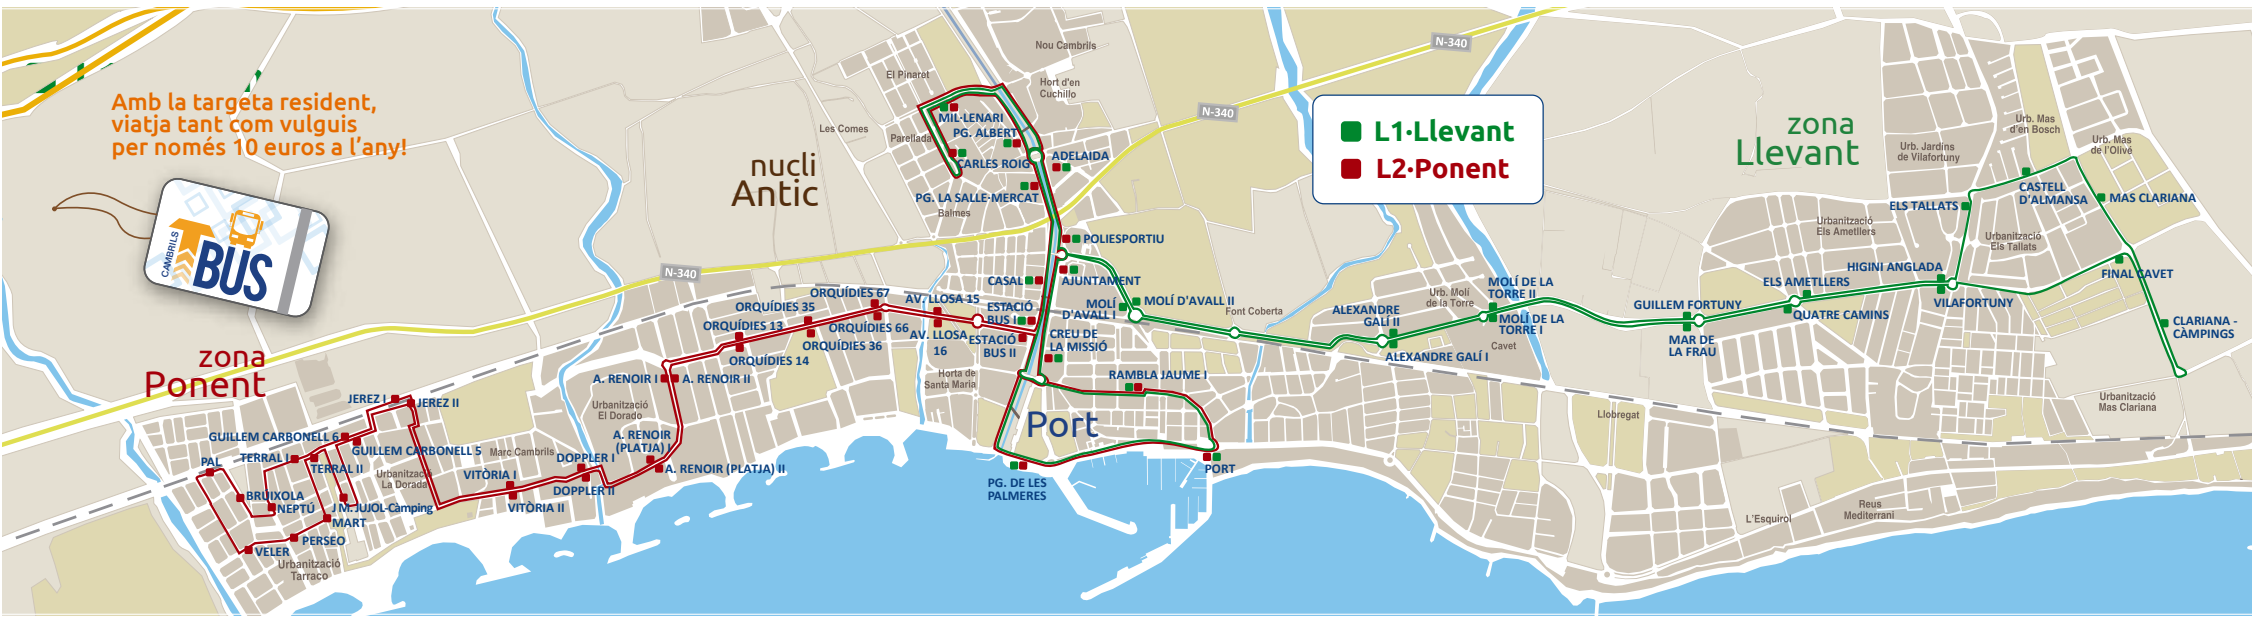 Amb la targeta resident,
viatja tant com vulguis
per només 10 euros a l'any!
CAMBRILS
BUS
nucli
Antic
zona
Ponent
zona
Llevant
Port
L1·Llevant
L2·Ponent
N-340
N-340
N-340
El Pinaret
Nou Cambrils
Hort d'en
Cuchillo
Les Comes
Parellada
Balmes
MIL·LENARI
PG. ALBERT
CARLES ROIG
ADELAIDA
PG. LA SALLE-MERCAT
POLIESPORTIU
CASAL
AJUNTAMENT
MOLÍ
D'AVALL I
MOLÍ D'AVALL II
ESTACIÓ
BUS I
ESTACIÓ
BUS II
CREU DE
LA MISSIÓ
RAMBLA JAUME I
PORT
PG. DE LES
PALMERES
Horta de
Santa Maria
Font Coberta
AV. LLOSA 15
AV. LLOSA
16
ORQUÍDIES 67
ORQUÍDIES 66
ORQUÍDIES 35
ORQUÍDIES 36
ORQUÍDIES 13
ORQUÍDIES 14
A. RENOIR I
A. RENOIR II
Urbanització
El Dorado
A. RENOIR
(PLATJA) I
A. RENOIR (PLATJA) II
DOPPLER I
DOPPLER II
Marc Cambrils
VITÒRIA I
VITÒRIA II
JEREZ I
JEREZ II
GUILLEM CARBONELL 6
GUILLEM CARBONELL 5
TERRAL I
TERRAL II
Urbanització
La Dorada
PAL
BRUIXOLA
NEPTÚ
J M. JUJOL-Càmping
MART
PERSEO
VELER
Urbanització
Tarraco
ALEXANDRE
GALÍ II
ALEXANDRE GALÍ I
Urb. Molí
de la Torre
MOLÍ DE LA
TORRE II
MOLÍ DE LA
TORRE I
Cavet
GUILLEM FORTUNY
MAR DE
LA FRAU
ELS AMETLLERS
QUATRE CAMINS
Urbanització
Els Ametllers
HIGINI ANGLADA
VILAFORTUNY
ELS TALLATS
Urb. Jardins
de Vilafortuny
Urb. Mas
d'en Bosch
Urb. Mas
de l'Olivé
CASTELL
D'ALMANSA
MAS CLARIANA
Urbanització
Els Tallats
FINAL CAVET
CLARIANA -
CÀMPINGS
Urbanització
Mas Clariana
Llobregat
L'Esquirol
Reus
Mediterrani